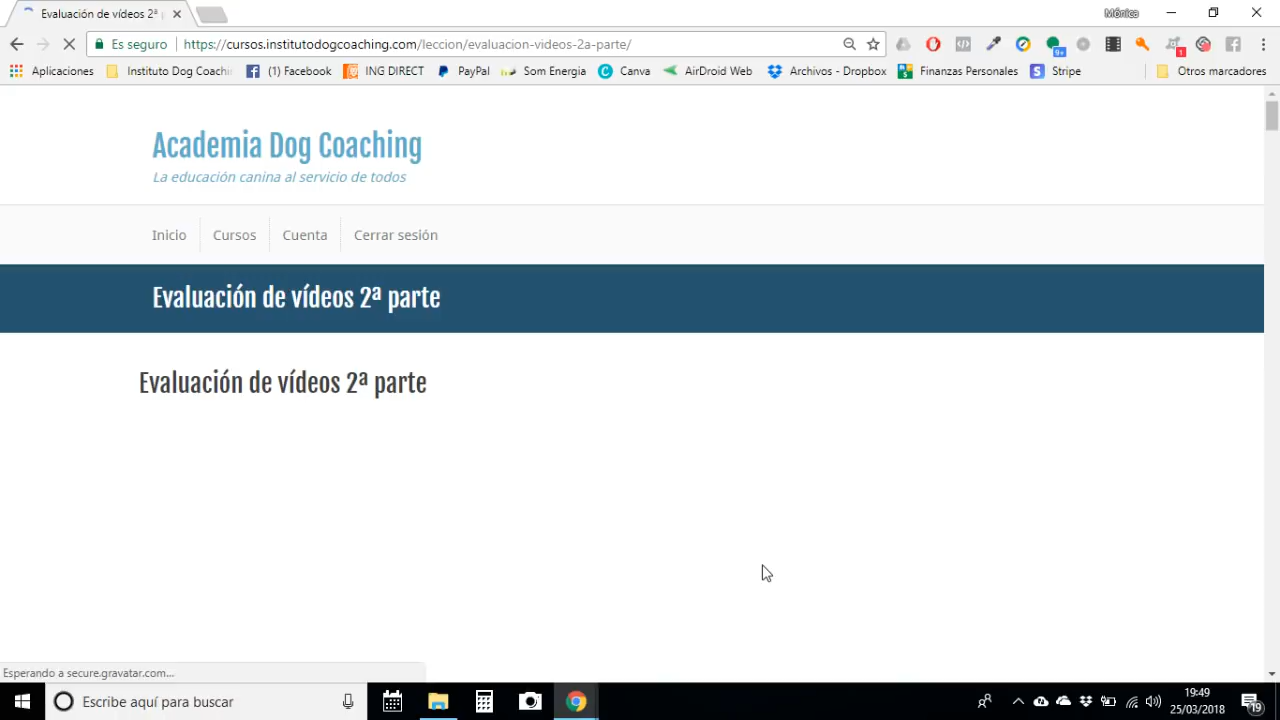 Evaluación de vídeos 2ª
Mónica
Es seguro
https://cursos.institutodogcoaching.com/leccion/evaluacion-videos-2a-parte/
9+
1
Aplicaciones
Instituto Dog Coachi
(1) Facebook
ING DIRECT
PayPal
Som Energia
Canva
AirDroid Web
Archivos - Dropbox
Finanzas Personales
Stripe
Otros marcadores
Academia Dog Coaching
La educación canina al servicio de todos
Inicio
Cursos
Cuenta
Cerrar sesión
Evaluación de vídeos 2ª parte
Evaluación de vídeos 2ª parte
Esperando a secure.gravatar.com...
Escribe aquí para buscar
19:49
25/03/2018
19